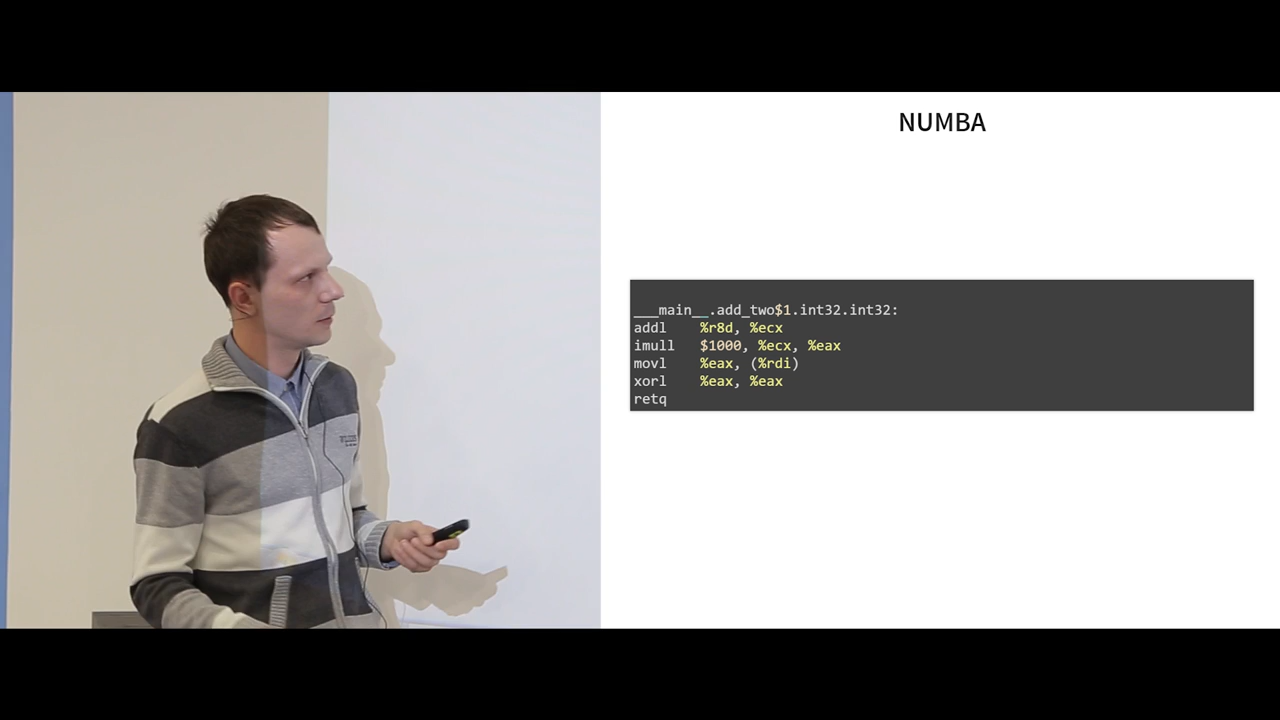 NUMBA
___main__.add_two$1.int32.int32:
addl    %r8d, %ecx
imull   $1000, %ecx, %eax
movl    %eax, (%rdi)
xorl    %eax, %eax
retq